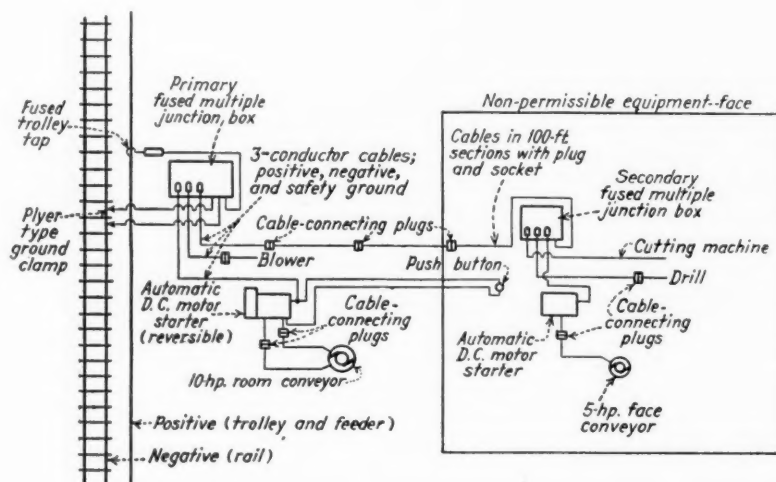 Primary
fused multiple
junction box
Fused
trolley
tap
3-conductor cables;
positive, negative,
and safety ground
Plyer
type
ground
clamp
Cable-connecting plugs
Blower
Automatic
D.C. motor
starter
(reversible)
Cable-
connecting
plugs
10-hp. room conveyor
Push button
Positive (trolley and feeder)
Negative (rail)
Non-permissible equipment--face
Cables in 100-ft
sections with plug
and socket
Secondary
fused multiple
junction box
Cutting machine
Drill
Automatic
D.C. motor
starter
Cable-
connecting
plugs
5-hp. face
conveyor